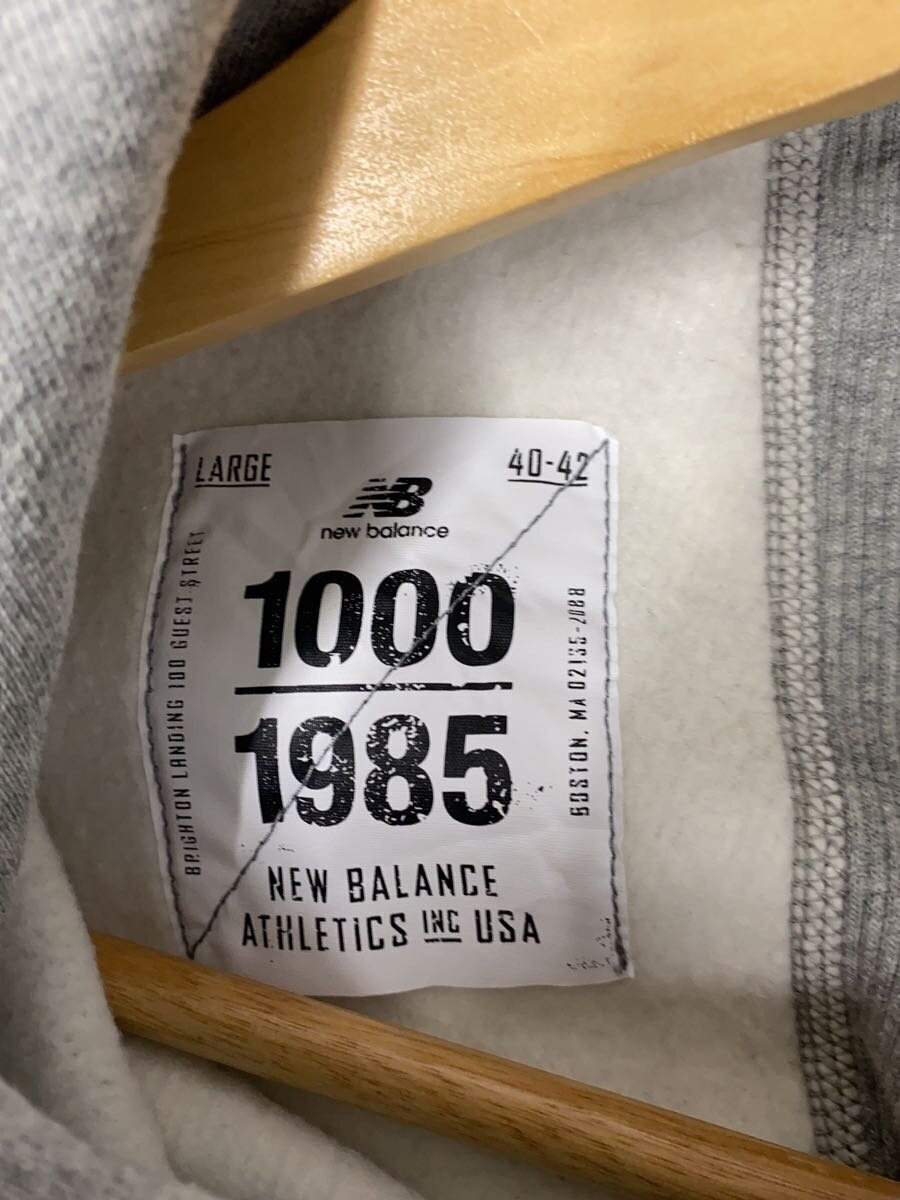 LARGE
40-42
NB
new balance
1000
1985
NEW BALANCE
ATHLETICS INC USA
BRIGHTON LANDING 100 GUEST STREET
BOSTON, MA 02135-2088